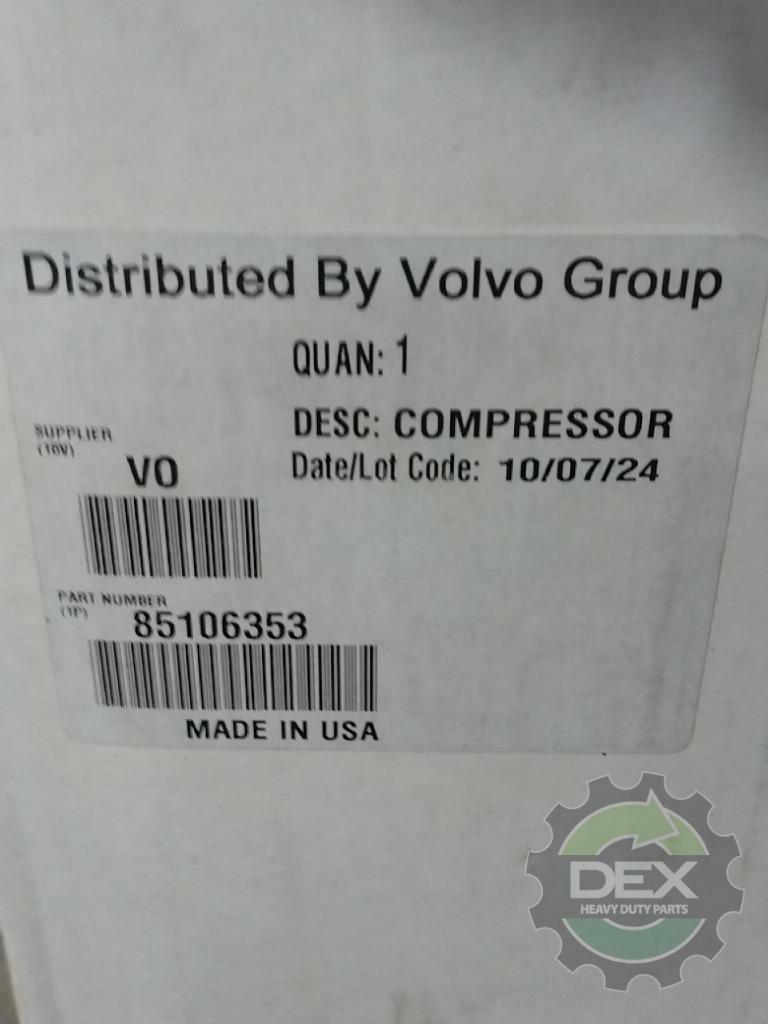 Distributed By Volvo Group
QUAN: 1
DESC: COMPRESSOR
Date/Lot Code: 10/07/24
SUPPLIER
(10V)
VO
PART NUMBER
(1P)
85106353
MADE IN USA
DEX
HEAVY DUTY PARTS